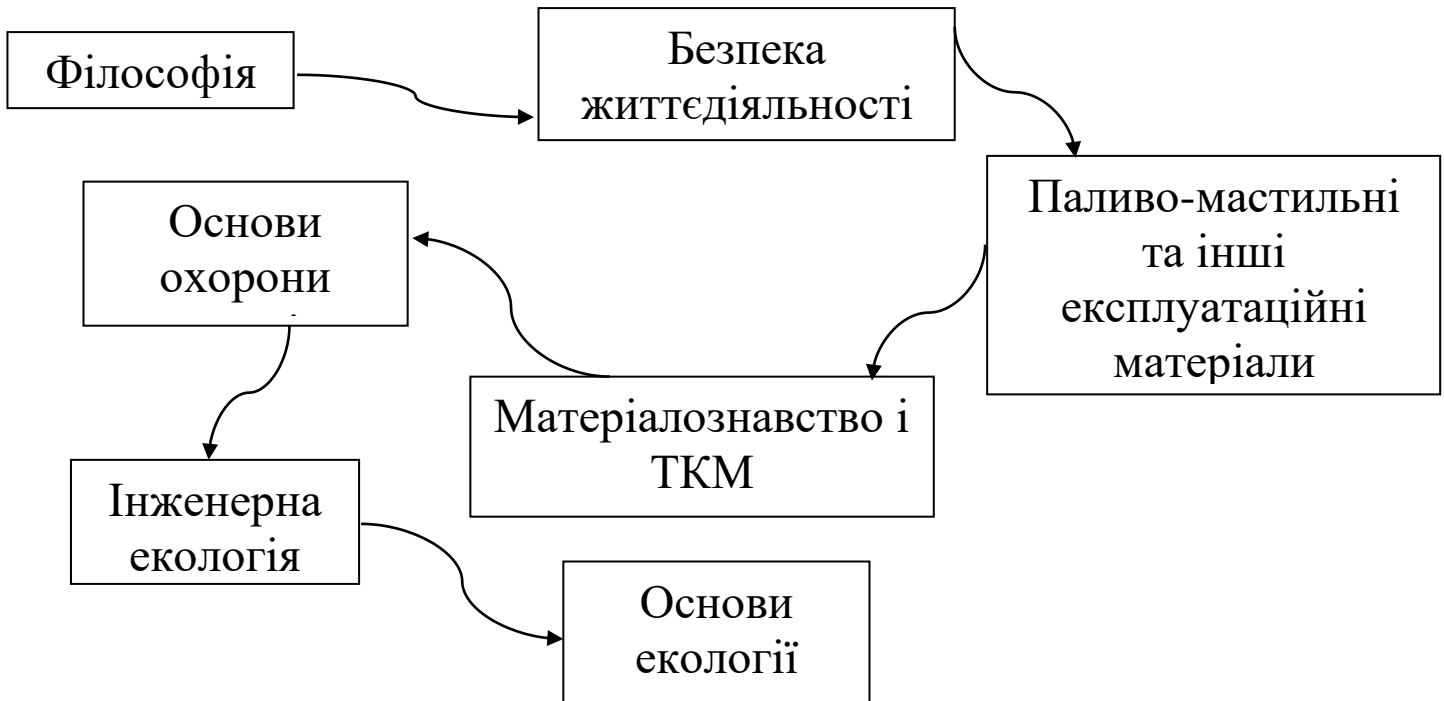 Філософія
Безпека
життєдіяльності
Паливо-мастильні
та інші
експлуатаційні
матеріали
Матеріалознавство і
ТКМ
Основи
охорони
Інженерна
екологія
Основи
екології